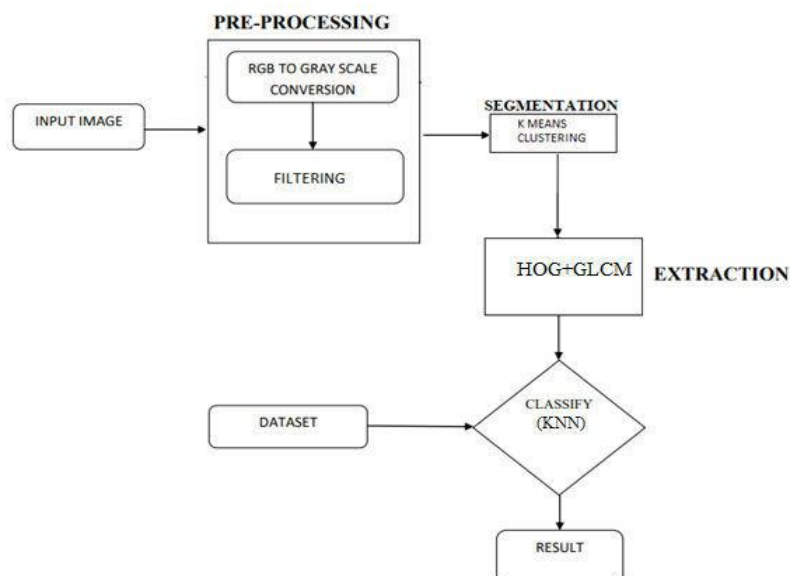 PRE-PROCESSING
RGB TO GRAY SCALE
CONVERSION
INPUT IMAGE
FILTERING
SEGMENTATION
K MEANS
CLUSTERING
HOG+GLCM
EXTRACTION
CLASSIFY
(KNN)
DATASET
RESULT